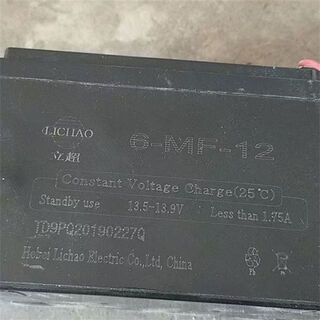 LICHAO
立超
6-MF-12
Constant Voltage Charge(25℃)
Standby use 13.5-13.9V Less than 1.75A
TD9PQ20190227Q
Hebei Lichao Electric Co.,Ltd, China